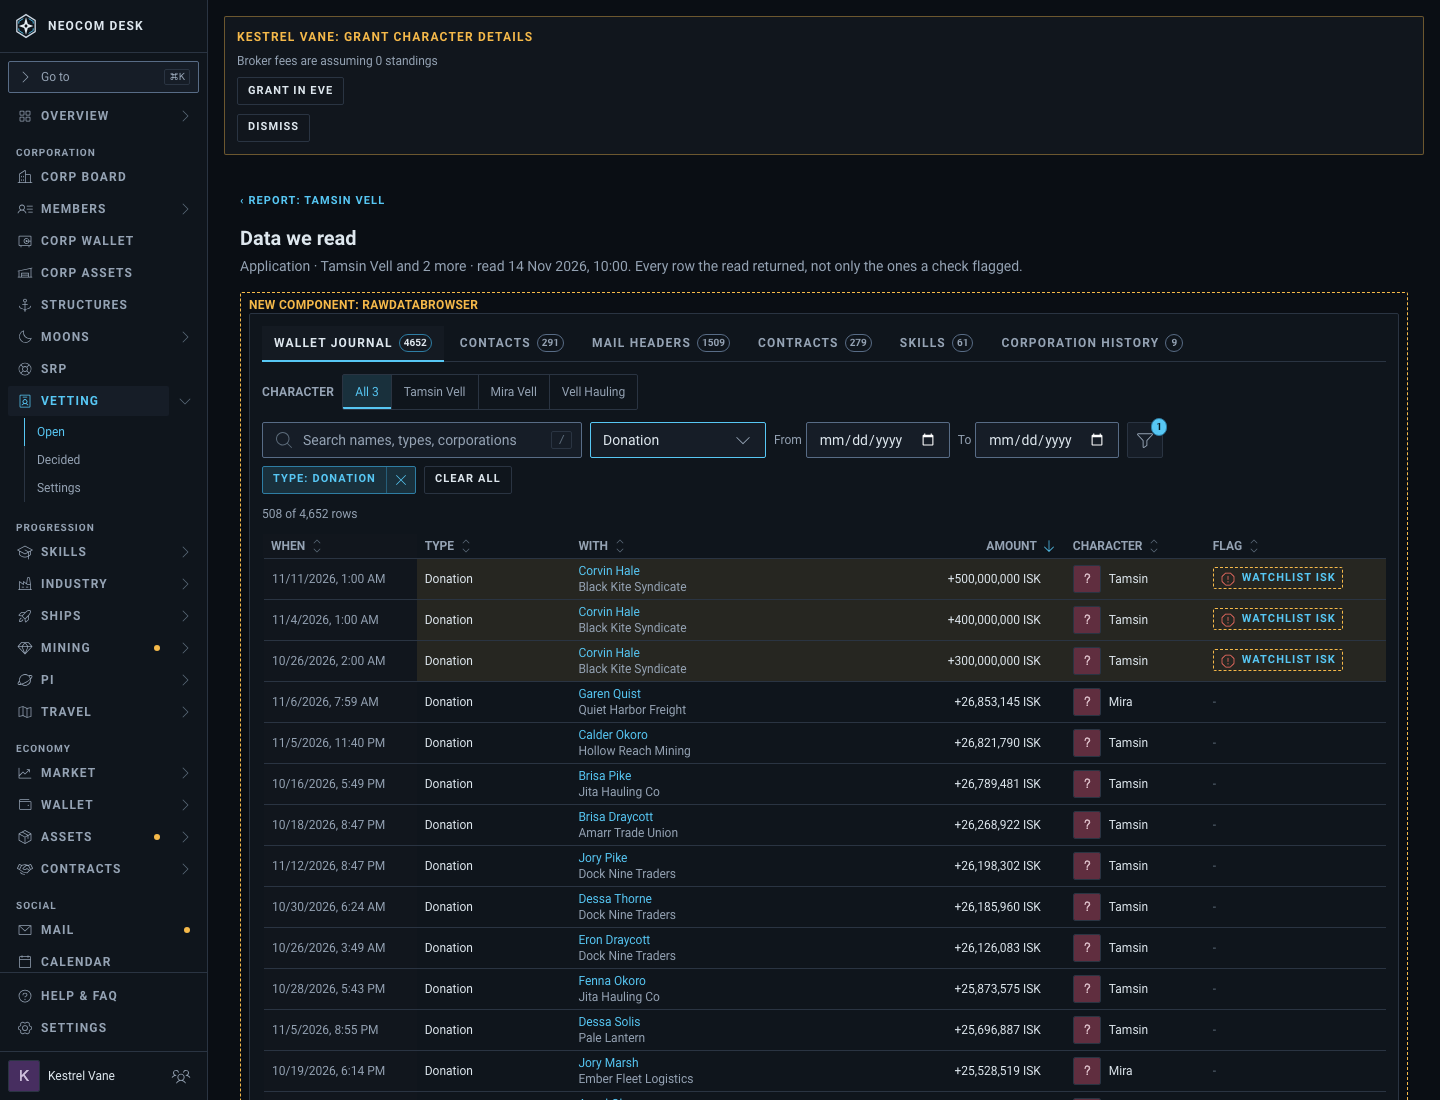 NEOCOM DESK
Go to ⌘K
OVERVIEW
CORPORATION
CORP BOARD
MEMBERS
CORP WALLET
CORP ASSETS
STRUCTURES
MOONS
SRP
VETTING
Open
Decided
Settings
PROGRESSION
SKILLS
INDUSTRY
SHIPS
MINING
PI
TRAVEL
ECONOMY
MARKET
WALLET
ASSETS
CONTRACTS
SOCIAL
MAIL
CALENDAR
HELP & FAQ
SETTINGS
K Kestrel Vane
KESTREL VANE: GRANT CHARACTER DETAILS
Broker fees are assuming 0 standings
GRANT IN EVE
DISMISS
‹ REPORT: TAMSIN VELL
Data we read
Application · Tamsin Vell and 2 more · read 14 Nov 2026, 10:00. Every row the read returned, not only the ones a check flagged.
NEW COMPONENT: RAWDATABROWSER
WALLET JOURNAL 4652 CONTACTS 291 MAIL HEADERS 1509 CONTRACTS 279 SKILLS 61 CORPORATION HISTORY 9
CHARACTER All 3 Tamsin Vell Mira Vell Vell Hauling
Search names, types, corporations / Donation From mm/dd/yyyy To mm/dd/yyyy 1
TYPE: DONATION CLEAR ALL
508 of 4,652 rows
WHEN TYPE WITH AMOUNT CHARACTER FLAG
11/11/2026, 1:00 AM Donation Corvin Hale +500,000,000 ISK ? Tamsin WATCHLIST ISK
Black Kite Syndicate
11/4/2026, 1:00 AM Donation Corvin Hale +400,000,000 ISK ? Tamsin WATCHLIST ISK
Black Kite Syndicate
10/26/2026, 2:00 AM Donation Corvin Hale +300,000,000 ISK ? Tamsin WATCHLIST ISK
Black Kite Syndicate
11/6/2026, 7:59 AM Donation Garen Quist +26,853,145 ISK ? Mira -
Quiet Harbor Freight
11/5/2026, 11:40 PM Donation Calder Okoro +26,821,790 ISK ? Tamsin -
Hollow Reach Mining
10/16/2026, 5:49 PM Donation Brisa Pike +26,789,481 ISK ? Tamsin -
Jita Hauling Co
10/18/2026, 8:47 PM Donation Brisa Draycott +26,268,922 ISK ? Tamsin -
Amarr Trade Union
11/12/2026, 8:47 PM Donation Jory Pike +26,198,302 ISK ? Tamsin -
Dock Nine Traders
10/30/2026, 6:24 AM Donation Dessa Thorne +26,185,960 ISK ? Tamsin -
Dock Nine Traders
10/26/2026, 3:49 AM Donation Eron Draycott +26,126,083 ISK ? Tamsin -
Dock Nine Traders
10/28/2026, 5:43 PM Donation Fenna Okoro +25,873,575 ISK ? Tamsin -
Jita Hauling Co
11/5/2026, 8:55 PM Donation Dessa Solis +25,696,887 ISK ? Tamsin -
Pale Lantern
10/19/2026, 6:14 PM Donation Jory Marsh +25,528,519 ISK ? Mira -
Ember Fleet Logistics